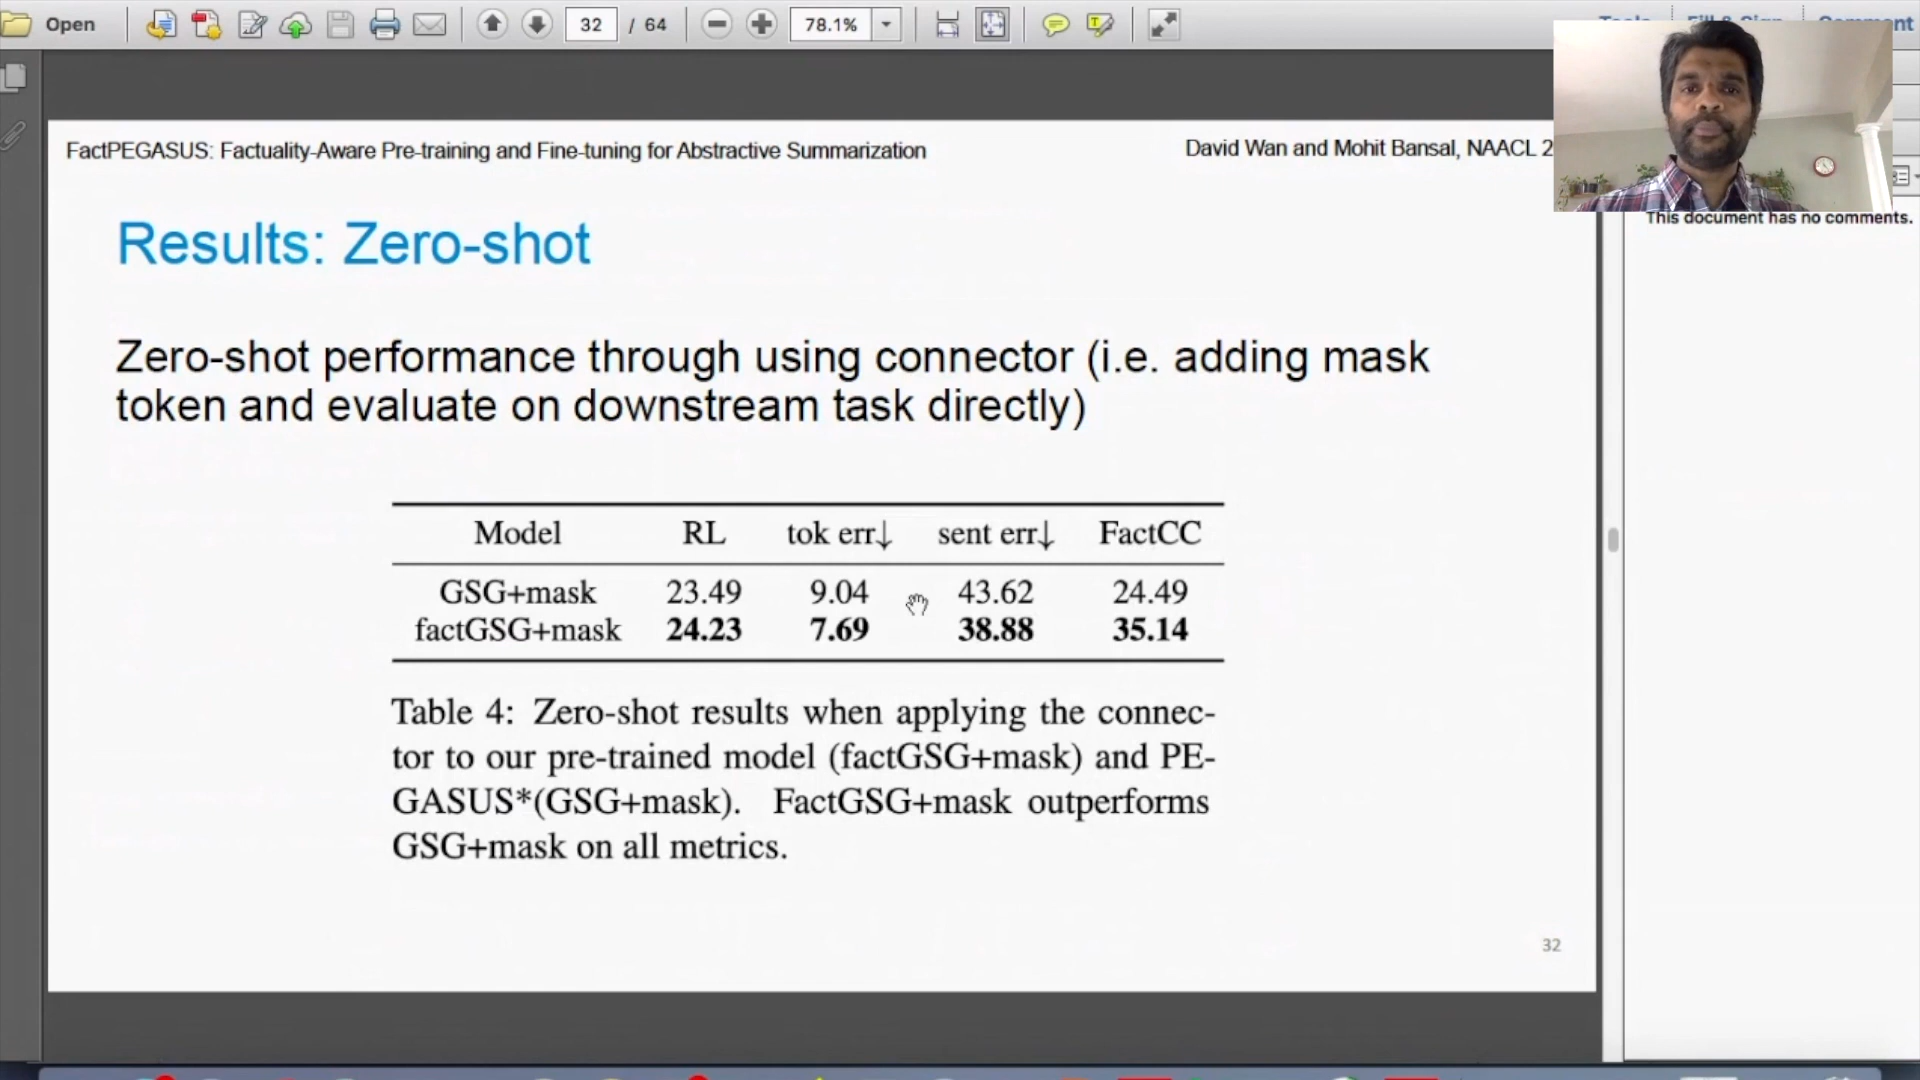 Open
32 / 64
78.1%
FactPEGASUS: Factuality-Aware Pre-training and Fine-tuning for Abstractive Summarization
David Wan and Mohit Bansal, NAACL 2
This document has no comments.
Results: Zero-shot
Zero-shot performance through using connector (i.e. adding mask
token and evaluate on downstream task directly)
Model RL tok err↓ sent err↓ FactCC
GSG+mask 23.49 9.04 43.62 24.49
factGSG+mask 24.23 7.69 38.88 35.14
Table 4: Zero-shot results when applying the connec-
tor to our pre-trained model (factGSG+mask) and PE-
GASUS*(GSG+mask). FactGSG+mask outperforms
GSG+mask on all metrics.
32